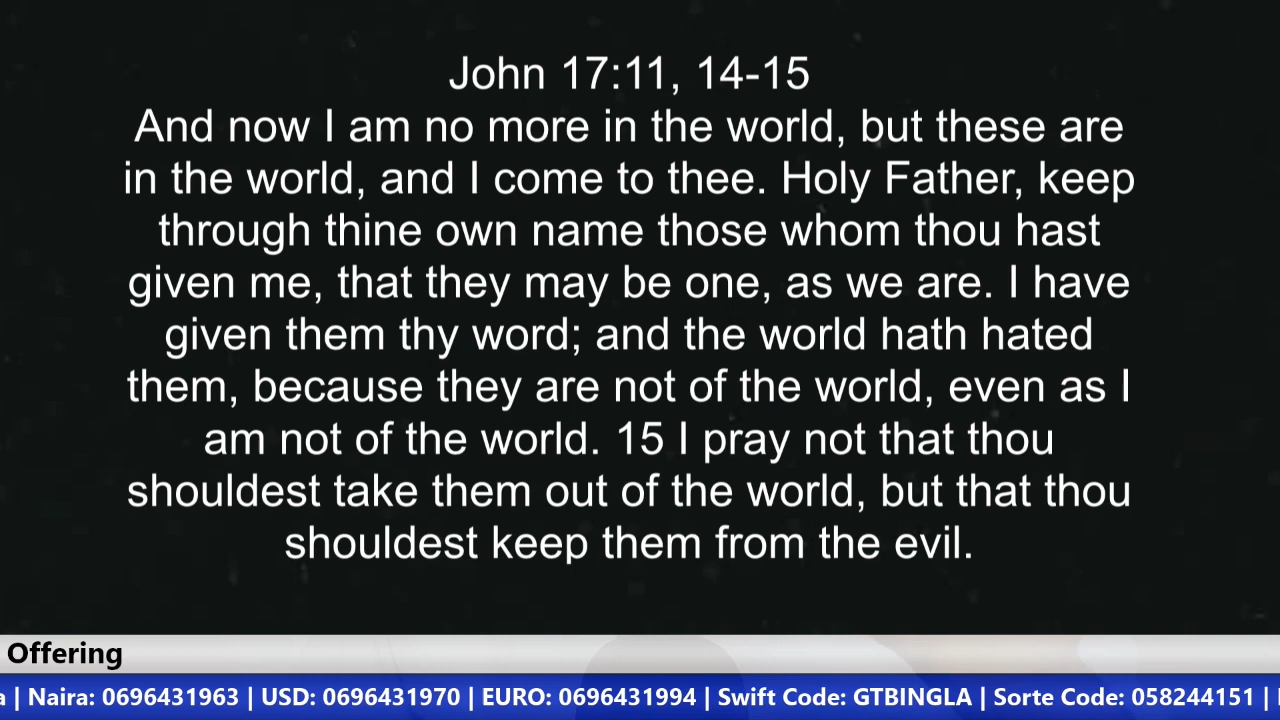 John 17:11, 14-15
And now I am no more in the world, but these are
in the world, and I come to thee. Holy Father, keep
through thine own name those whom thou hast
given me, that they may be one, as we are. I have
given them thy word; and the world hath hated
them, because they are not of the world, even as I
am not of the world. 15 I pray not that thou
shouldest take them out of the world, but that thou
shouldest keep them from the evil.
Offering
a | Naira: 0696431963 | USD: 0696431970 | EURO: 0696431994 | Swift Code: GTBINGLA | Sorte Code: 058244151 |